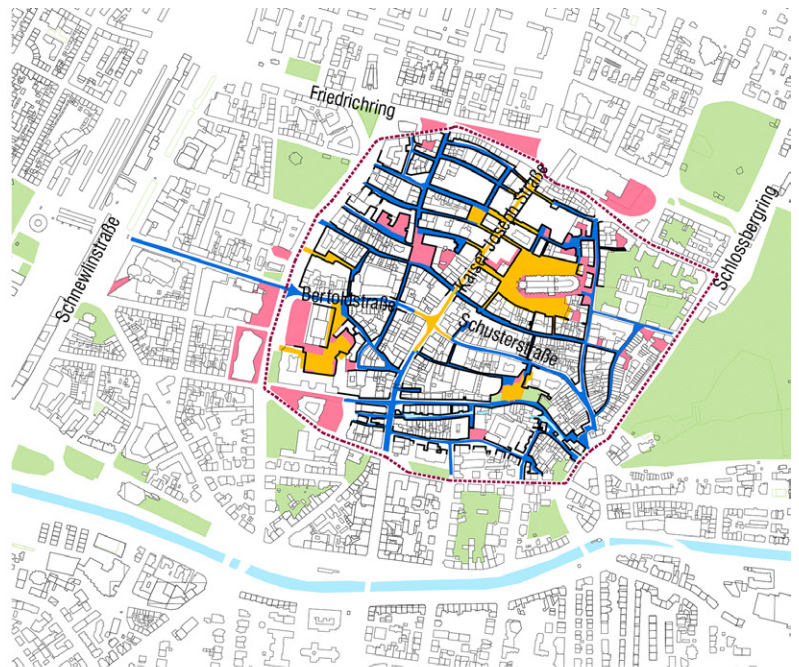 Friedrichring
Kaiser-Joseph-Straße
Schlossbergring
Schnewlinstraße
Bertoldstraße
Schusterstraße